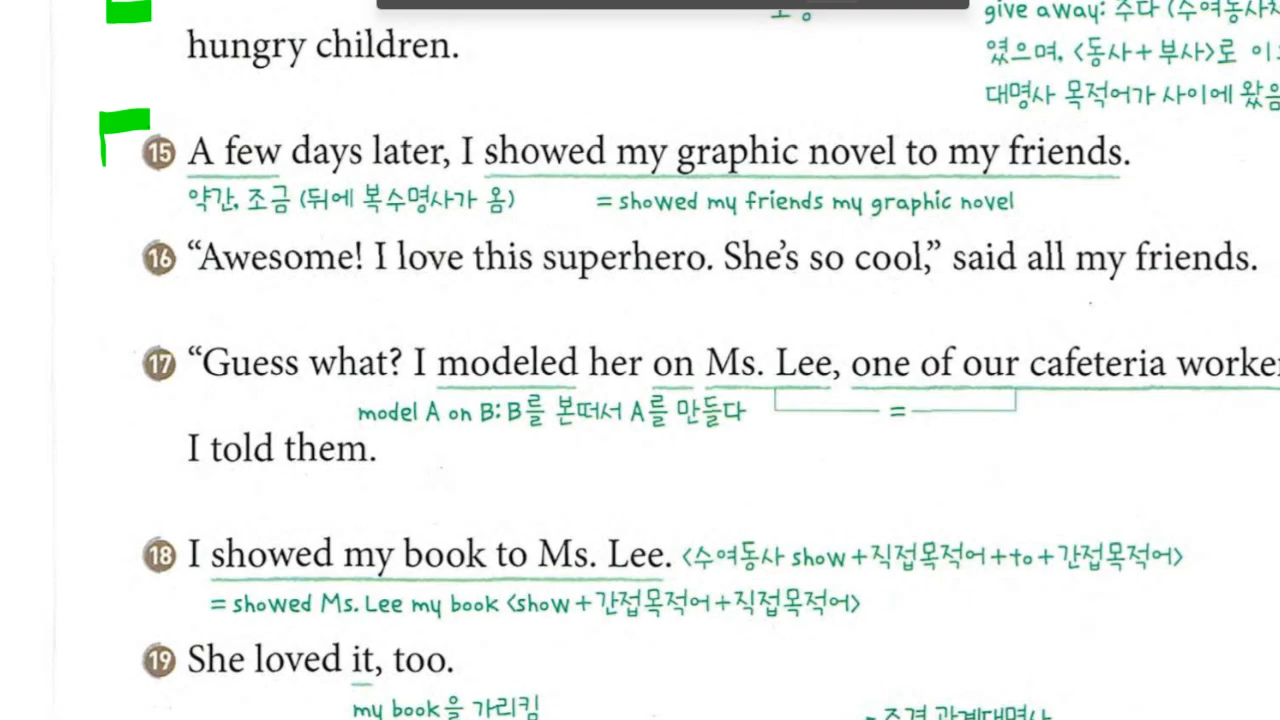 give away: 주다 (수여동사
hungry children.
였으며, <동사+부사>로
대명사 목적어가 사이에 왔음
15 A few days later, I showed my graphic novel to my friends.
약간, 조금 (뒤에 복수명사가 옴) = showed my friends my graphic novel
16 “Awesome! I love this superhero. She’s so cool,” said all my friends.
17 “Guess what? I modeled her on Ms. Lee, one of our cafeteria
model A on B: B를 본떠서 A를 만들다 =
I told them.
18 I showed my book to Ms. Lee. <수여동사 show+직접목적어+to+간접목적어>
= showed Ms. Lee my book <show+간접목적어+직접목적어>
19 She loved it, too.
my book을 가리킴
주격 관계대명사